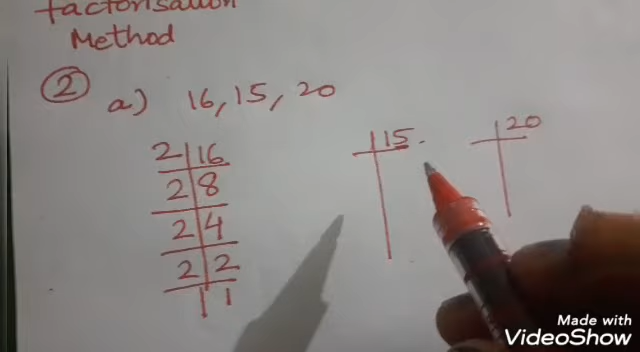 factorisation
Method
② a) 16, 15, 20
2 16
2 8
2 4
2 2
1 1
15.
20
Made with
VideoShow